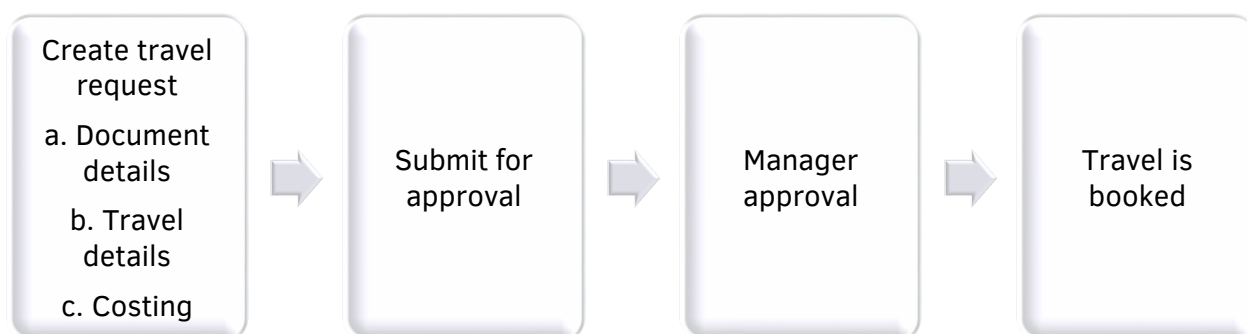 Create travel
request
a. Document
details
b. Travel
details
c. Costing
Submit for
approval
Manager
approval
Travel is
booked